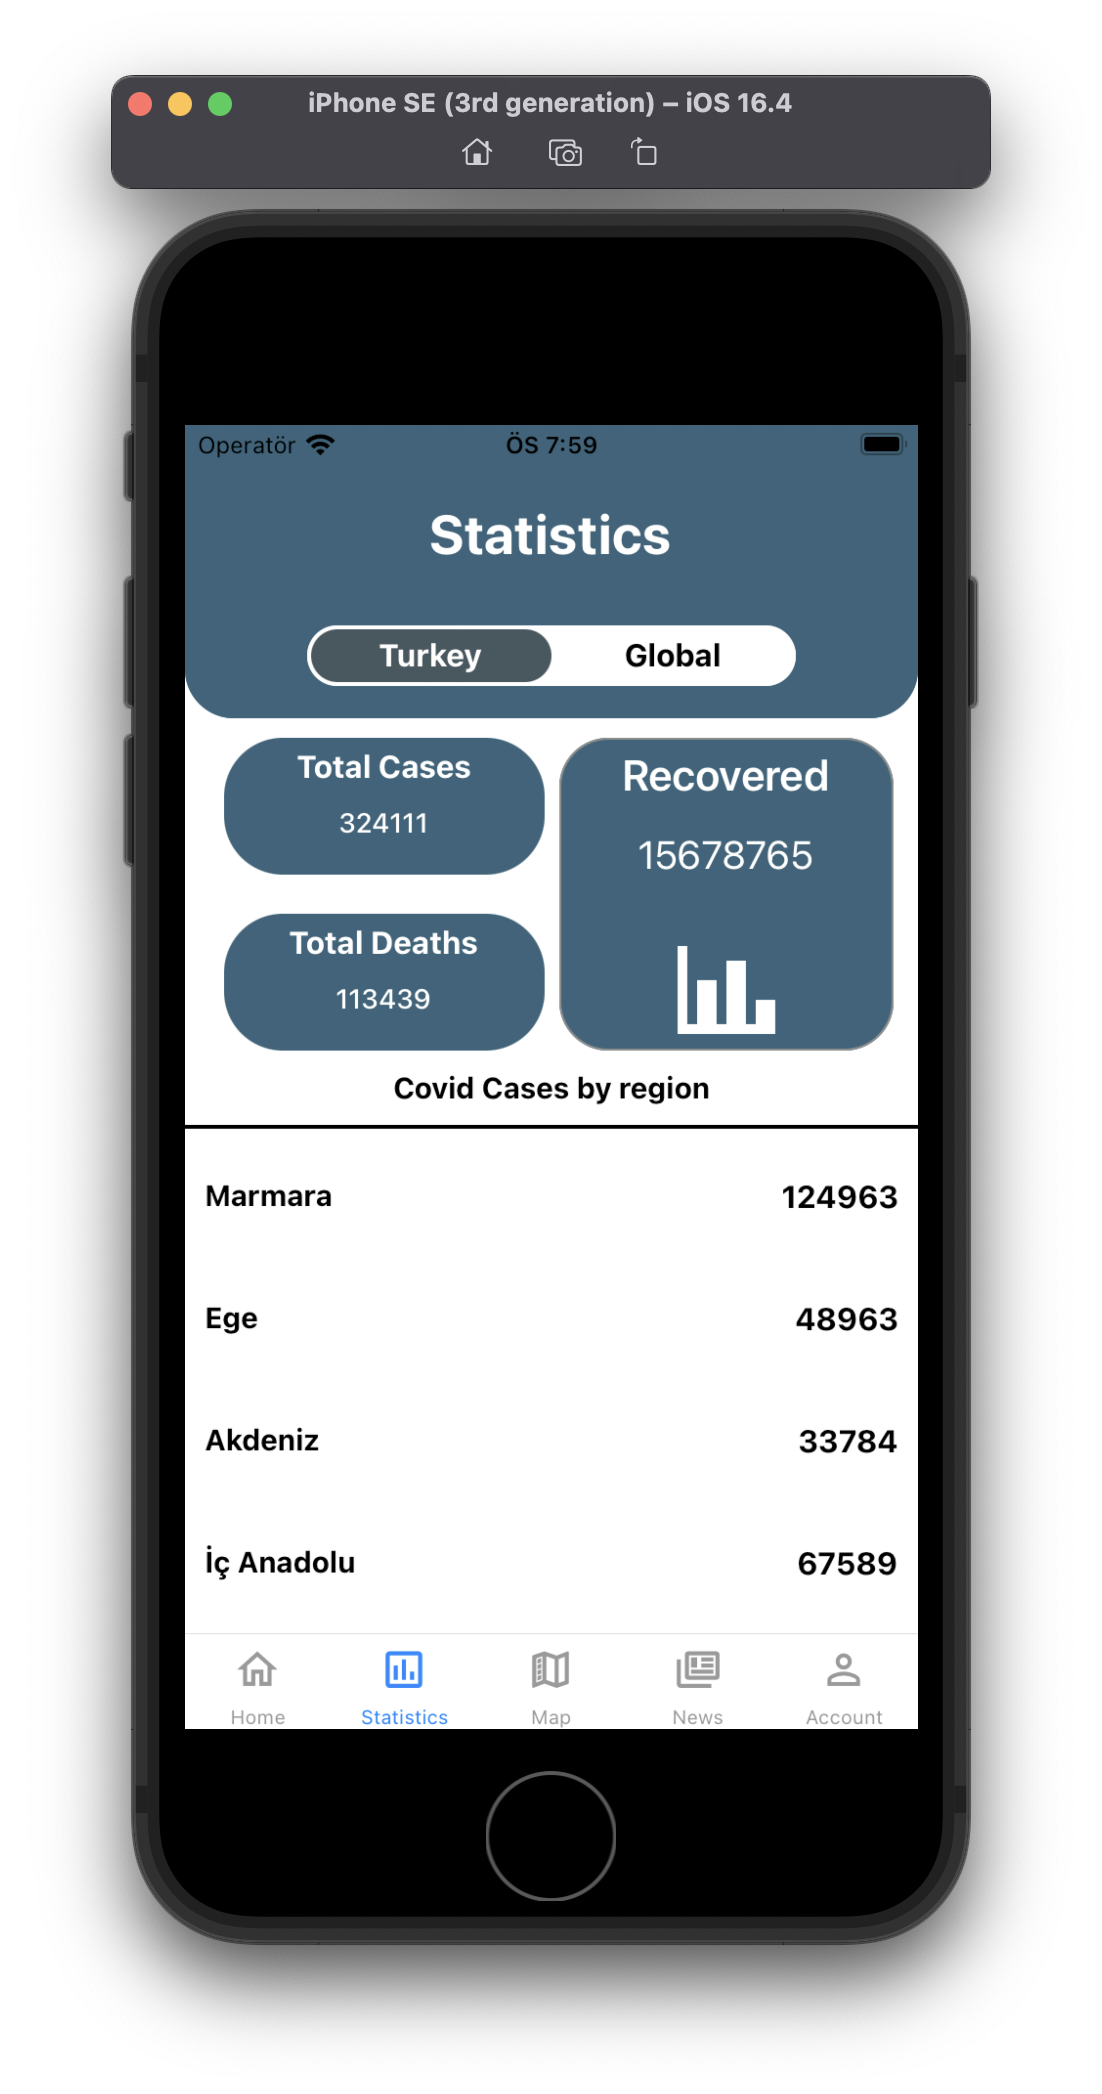 iPhone SE (3rd generation) – iOS 16.4
Operatör ÖS 7:59
Statistics
Turkey Global
Total Cases
324111
Recovered
15678765
Total Deaths
113439
Covid Cases by region
Marmara 124963
Ege 48963
Akdeniz 33784
İç Anadolu 67589
Home Statistics Map News Account